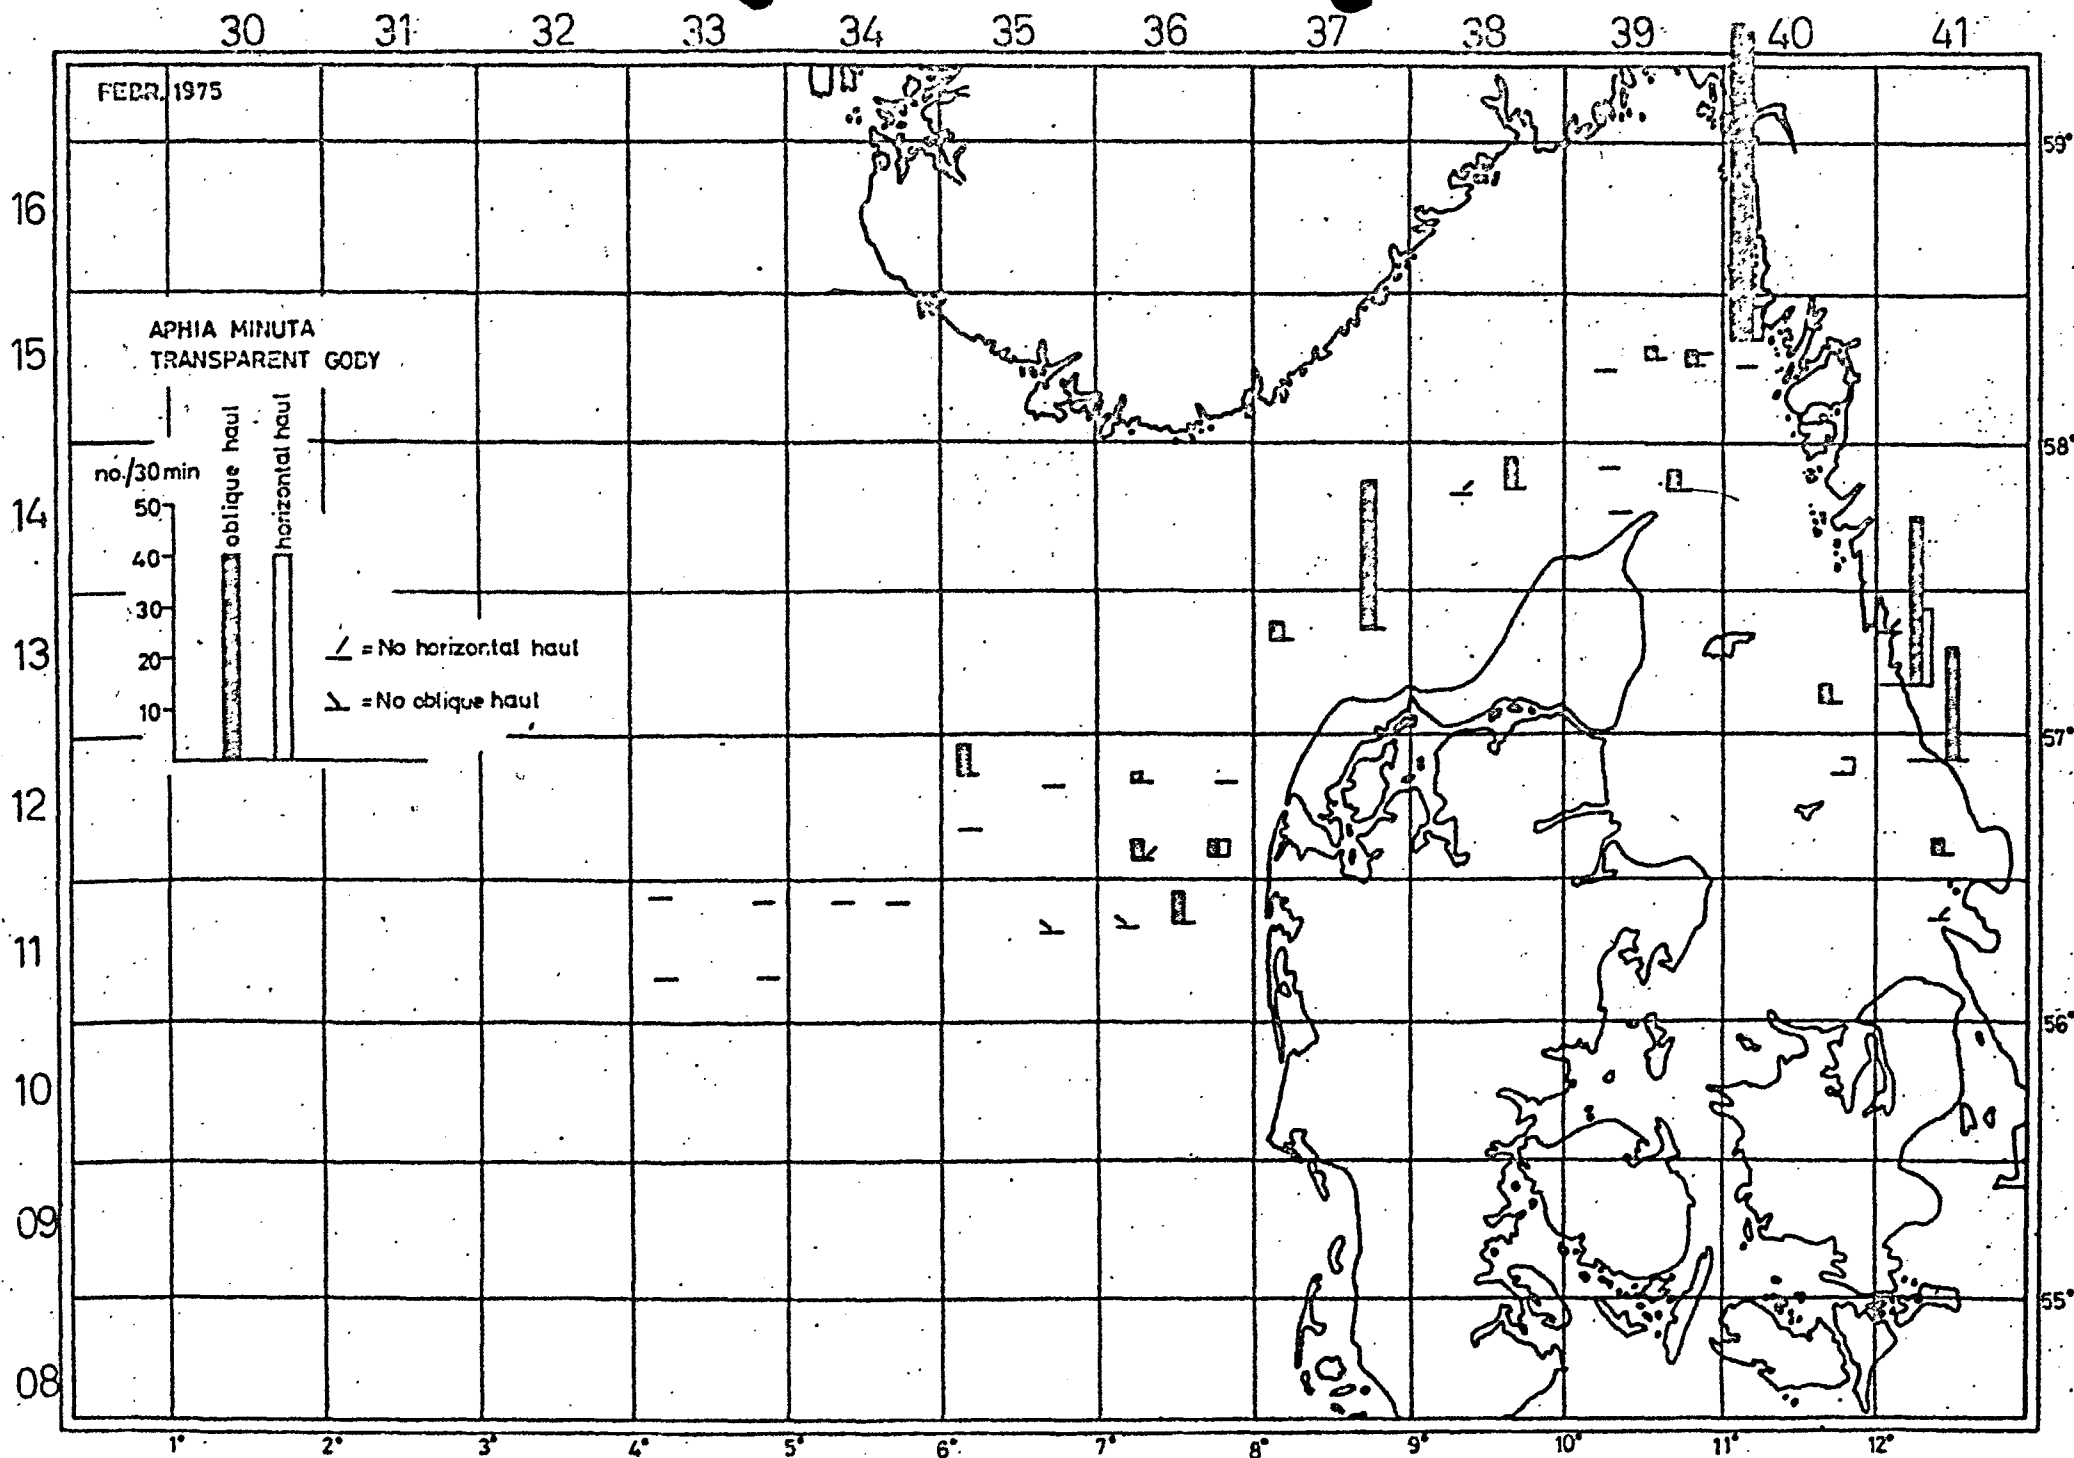 30 31 32 33 34 35 36 37 38 39 40 41
FEBR. 1975
59°
16
APHIA MINUTA
15
TRANSPARENT GOBY
oblique haul
horizontal haul
58°
no./30 min
50
14
40
30
= No horizontal haul
13
20
= No oblique haul
10
57°
12
11
56°
10
09
55°
08
1° 2° 3° 4° 5° 6° 7° 8° 9° 10° 11° 12°